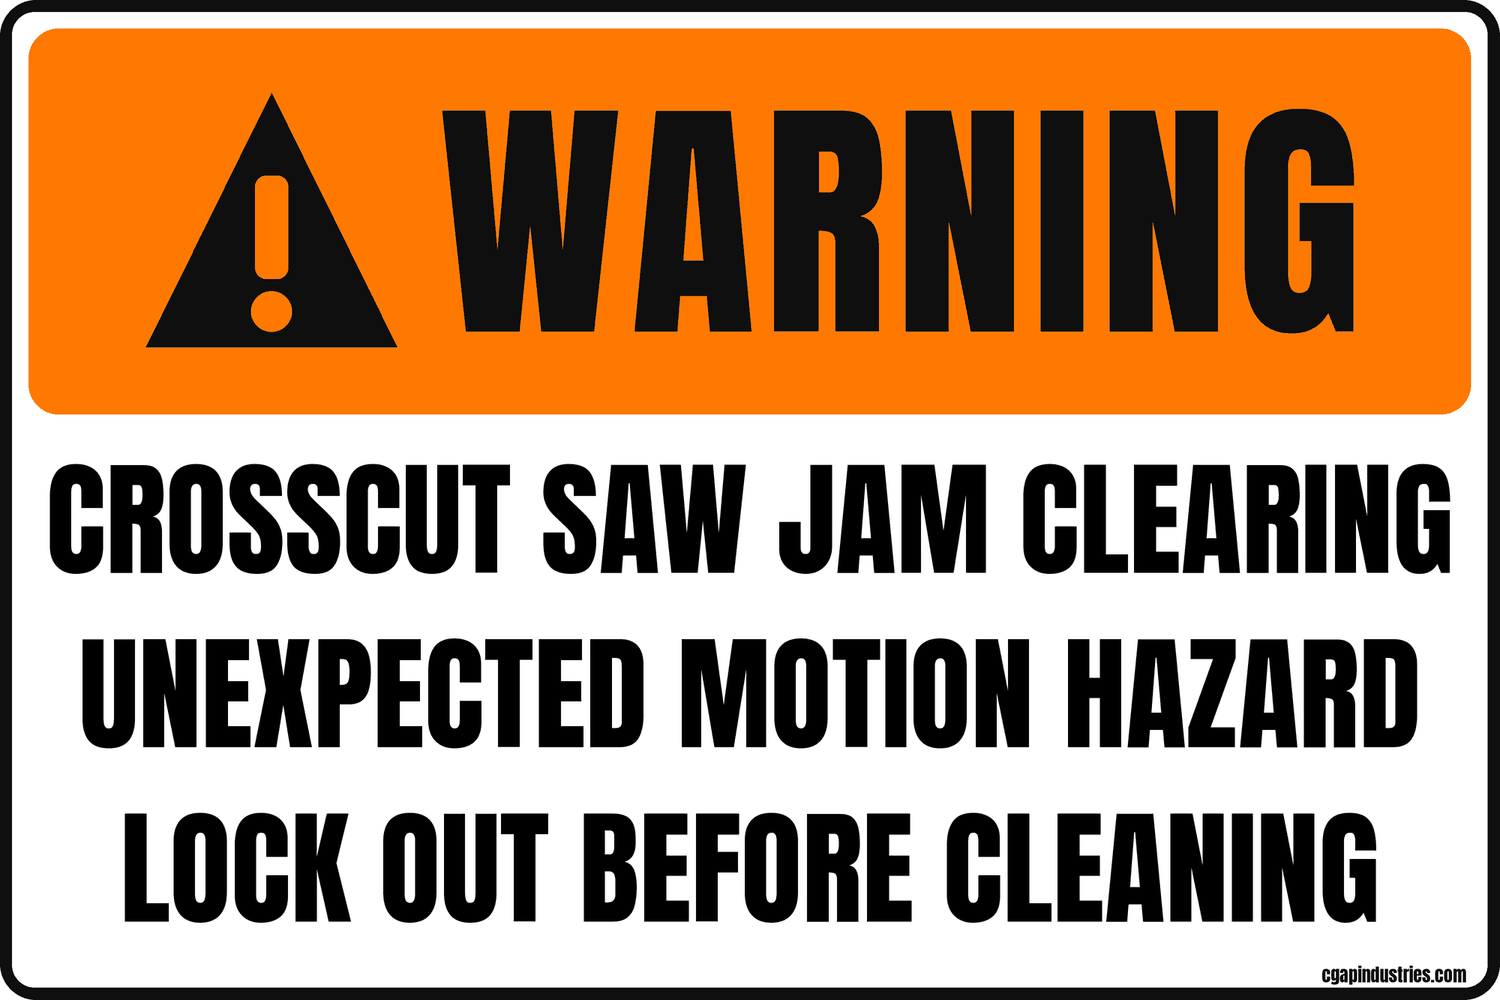 WARNING
CROSSCUT SAW JAM CLEARING
UNEXPECTED MOTION HAZARD
LOCK OUT BEFORE CLEANING
cgapindustries.com